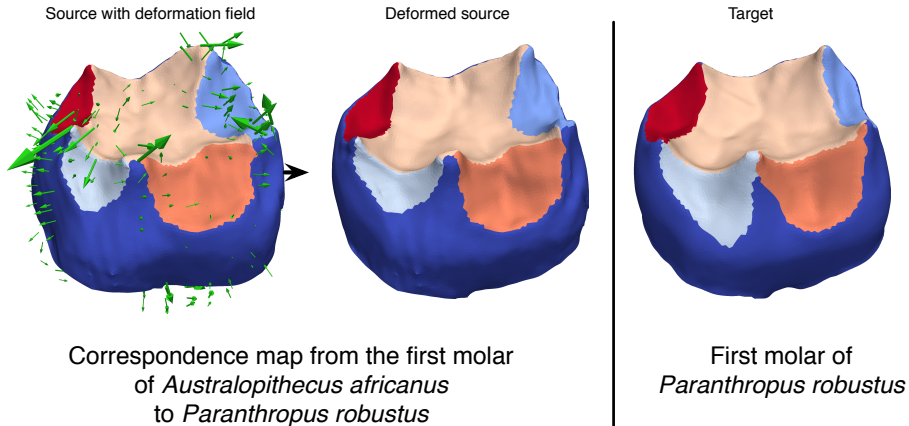 Source with deformation field
Deformed source
Target
Correspondence map from the first molar
of Australopithecus africanus
to Paranthropus robustus
First molar of
Paranthropus robustus